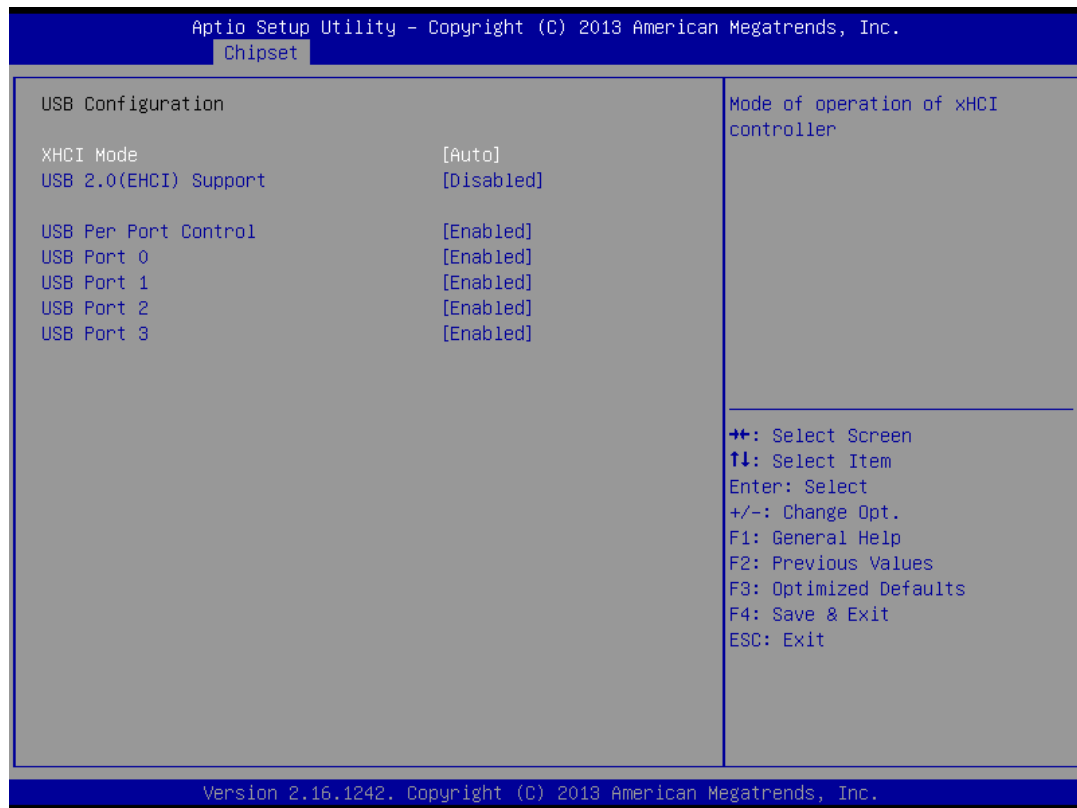 Aptio Setup Utility – Copyright (C) 2013 American Megatrends, Inc.
Chipset
USB Configuration
XHCI Mode [Auto]
USB 2.0(EHCI) Support [Disabled]
USB Per Port Control [Enabled]
USB Port 0 [Enabled]
USB Port 1 [Enabled]
USB Port 2 [Enabled]
USB Port 3 [Enabled]
Mode of operation of xHCI
controller
→←: Select Screen
↑↓: Select Item
Enter: Select
+/-: Change Opt.
F1: General Help
F2: Previous Values
F3: Optimized Defaults
F4: Save & Exit
ESC: Exit
Version 2.16.1242. Copyright (C) 2013 American Megatrends, Inc.